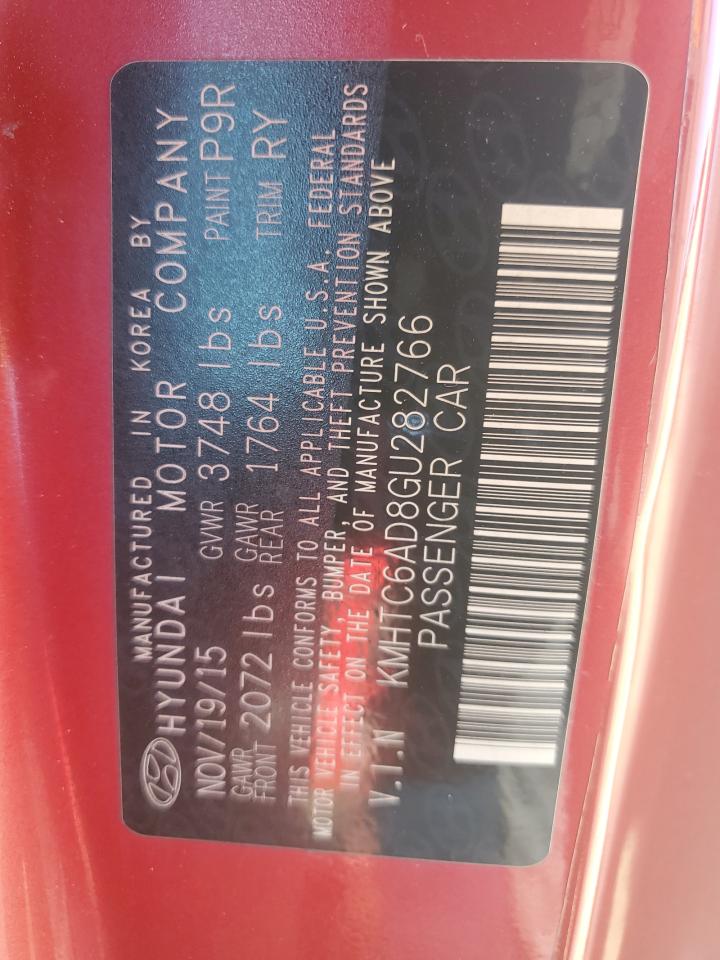 MANUFACTURED IN KOREA BY
HYUNDAI MOTOR COMPANY
NOV/19/15 GVWR 3748 lbs PAINT P9R
GAWR FRONT 2072 lbs GAWR REAR 1764 lbs TRIM RY
THIS VEHICLE CONFORMS TO ALL APPLICABLE U.S.A. FEDERAL
MOTOR VEHICLE SAFETY, BUMPER, AND THEFT PREVENTION STANDARDS
IN EFFECT ON THE DATE OF MANUFACTURE SHOWN ABOVE
V.I.N KMHTC6AD8GU282766
PASSENGER CAR